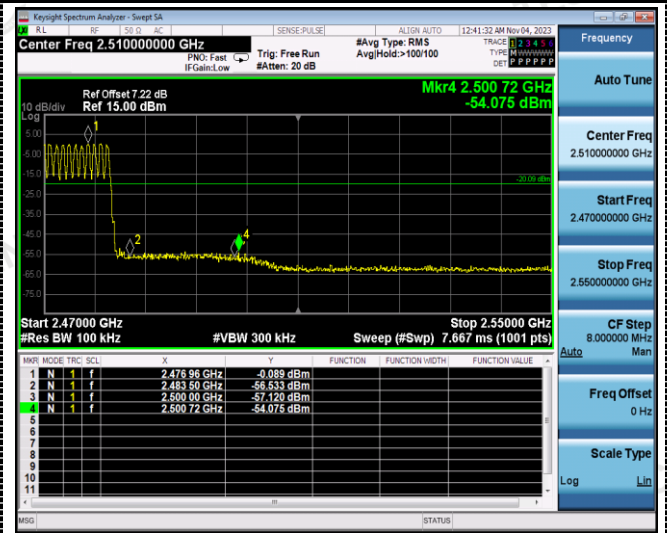 Keysight Spectrum Analyzer - Swept SA
RL RF 50 Ω AC SENSE:PULSE ALIGN AUTO 12:41:32 AM Nov 04, 2023
Center Freq 2.510000000 GHz
PNO: Fast
IFGain:Low
Trig: Free Run
#Atten: 20 dB
#Avg Type: RMS
Avg|Hold:>100/100
TRACE 1 2 3 4 5 6
TYPE M W W W W W
DET P P P P P P
Ref Offset 7.22 dB
10 dB/div Ref 15.00 dBm
Log
Mkr4 2.500 72 GHz
-54.075 dBm
5.00
-5.00
-15.0
-25.0
-35.0
-45.0
-55.0
-65.0
-75.0
1
2
4
-20.09 dBm
Start 2.47000 GHz Stop 2.55000 GHz
#Res BW 100 kHz #VBW 300 kHz Sweep (#Swp) 7.667 ms (1001 pts)
MKR MODE TRC SCL X Y FUNCTION FUNCTION WIDTH FUNCTION VALUE
1 N 1 f 2.476 96 GHz -0.089 dBm
2 N 1 f 2.483 50 GHz -56.533 dBm
3 N 1 f 2.500 00 GHz -57.120 dBm
4 N 1 f 2.500 72 GHz -54.075 dBm
5
6
7
8
9
10
11
MSG STATUS
Frequency
Auto Tune
Center Freq
2.510000000 GHz
Start Freq
2.470000000 GHz
Stop Freq
2.550000000 GHz
CF Step
8.000000 MHz
Auto Man
Freq Offset
0 Hz
Scale Type
Log Lin